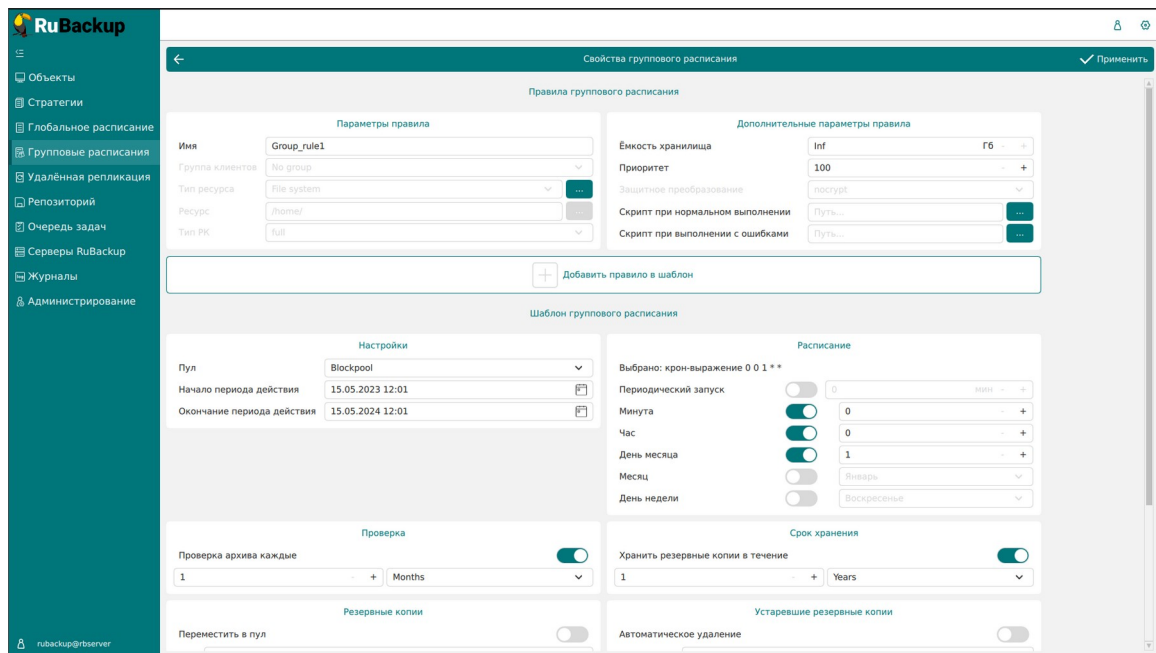 RuBackup
Объекты
Стратегии
Глобальное расписание
Групповые расписания
Удалённая репликация
Репозиторий
Очередь задач
Серверы RuBackup
Журналы
Администрирование
rubackup@rbserver
Свойства группового расписания
Применить
Правила группового расписания
Параметры правила
Имя Group_rule1
Группа клиентов No group
Тип ресурса File system ...
Ресурс /home/ ...
Тип РК full
Дополнительные параметры правила
Ёмкость хранилища Inf Гб - +
Приоритет 100 - +
Защитное преобразование nocrypt
Скрипт при нормальном выполнении Путь... ...
Скрипт при выполнении с ошибками Путь... ...
+ Добавить правило в шаблон
Шаблон группового расписания
Настройки
Пул Blockpool
Начало периода действия 15.05.2023 12:01
Окончание периода действия 15.05.2024 12:01
Расписание
Выбрано: крон-выражение 0 0 1 * *
Периодический запуск 0 мин - +
Минута 0 - +
Час 0 - +
День месяца 1 - +
Месяц Январь
День недели Воскресенье
Проверка
Проверка архива каждые
1 - + Months
Срок хранения
Хранить резервные копии в течение
1 - + Years
Резервные копии
Переместить в пул
Устаревшие резервные копии
Автоматическое удаление